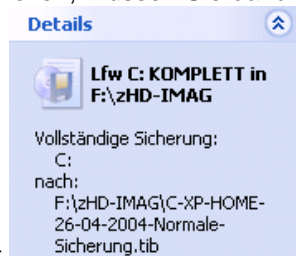 Details
Lfw C: KOMPLETT in
F:\zHD-IMAG
Vollständige Sicherung:
C:
nach:
F:\zHD-IMAG\C-XP-HOME-
26-04-2004-Normale-
Sicherung.tib